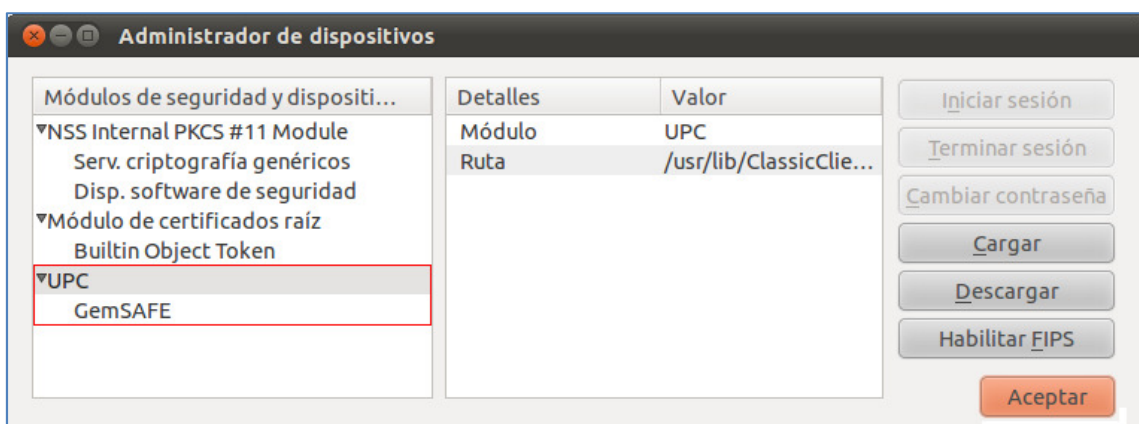 Administrador de dispositivos
Módulos de seguridad y dispositi...
NSS Internal PKCS #11 Module
Serv. criptografía genéricos
Disp. software de seguridad
Módulo de certificados raíz
Builtin Object Token
UPC
GemSAFE
Detalles Valor
Módulo UPC
Ruta /usr/lib/ClassicClie...
Iniciar sesión
Terminar sesión
Cambiar contraseña
Cargar
Descargar
Habilitar FIPS
Aceptar